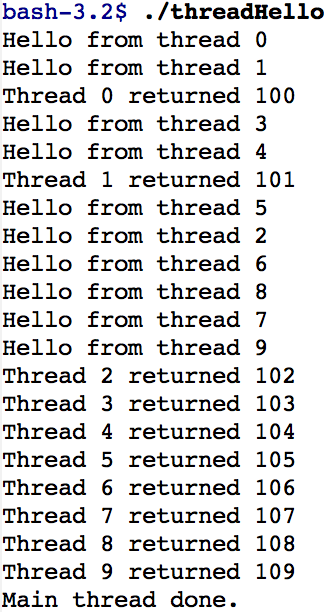 bash-3.2$ ./threadHello
Hello from thread 0
Hello from thread 1
Thread 0 returned 100
Hello from thread 3
Hello from thread 4
Thread 1 returned 101
Hello from thread 5
Hello from thread 2
Hello from thread 6
Hello from thread 8
Hello from thread 7
Hello from thread 9
Thread 2 returned 102
Thread 3 returned 103
Thread 4 returned 104
Thread 5 returned 105
Thread 6 returned 106
Thread 7 returned 107
Thread 8 returned 108
Thread 9 returned 109
Main thread done.